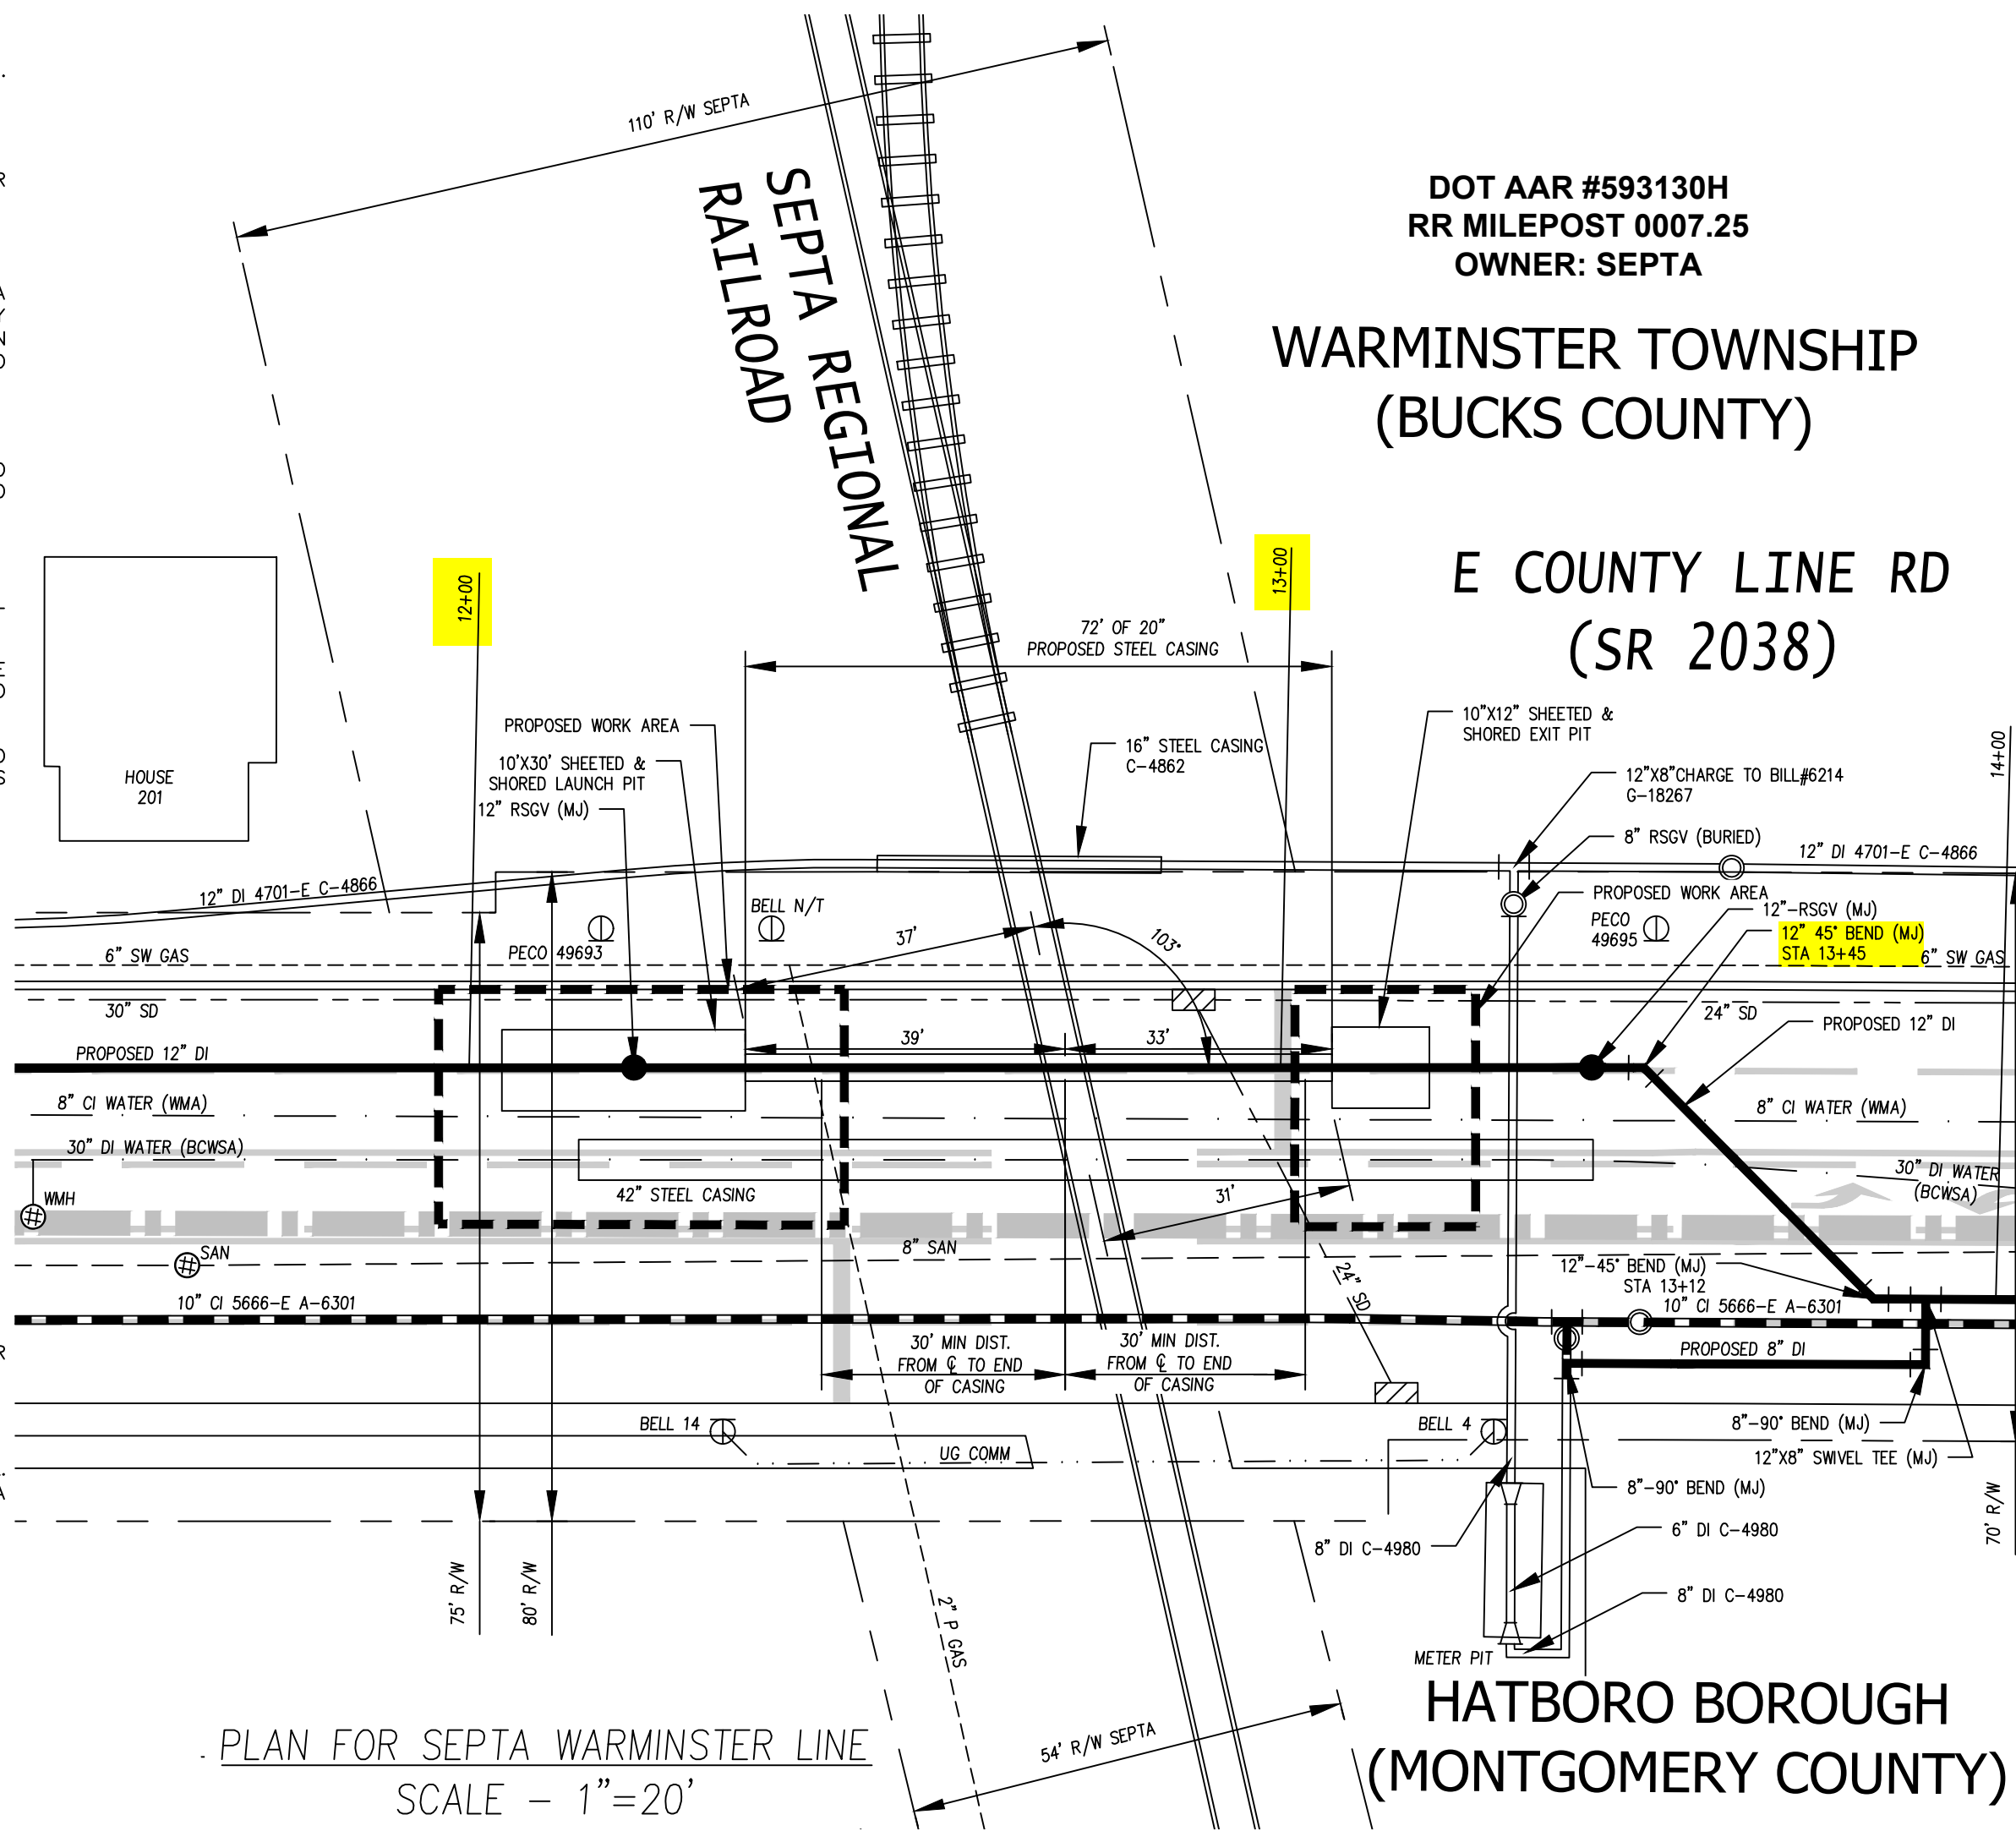 110' R/W SEPTA
SEPTA REGIONAL
RAILROAD
DOT AAR #593130H
RR MILEPOST 0007.25
OWNER: SEPTA
WARMINSTER TOWNSHIP
(BUCKS COUNTY)
E COUNTY LINE RD
(SR 2038)
12+00
13+00
14+00
72' OF 20"
PROPOSED STEEL CASING
HOUSE
201
PROPOSED WORK AREA
10'X30' SHEETED &
SHORED LAUNCH PIT
12" RSGV (MJ)
16" STEEL CASING
C-4862
10"X12" SHEETED &
SHORED EXIT PIT
12"X8"CHARGE TO BILL#6214
G-18267
8" RSGV (BURIED)
12" DI 4701-E C-4866
12" DI 4701-E C-4866
PROPOSED WORK AREA
12"-RSGV (MJ)
PECO
49695
12" 45° BEND (MJ)
STA 13+45
BELL N/T
PECO 49693
37'
103°
6" SW GAS
6" SW GAS
30" SD
24" SD
PROPOSED 12" DI
39'
33'
PROPOSED 12" DI
8" CI WATER (WMA)
8" CI WATER (WMA)
30" DI WATER (BCWSA)
30" DI WATER
(BCWSA)
WMH
42" STEEL CASING
31'
SAN
8" SAN
24" SD
12"-45° BEND (MJ)
STA 13+12
10" CI 5666-E A-6301
10" CI 5666-E A-6301
30' MIN DIST.
FROM ℄ TO END
OF CASING
30' MIN DIST.
FROM ℄ TO END
OF CASING
PROPOSED 8" DI
BELL 14
BELL 4
UG COMM
8"-90° BEND (MJ)
12"X8" SWIVEL TEE (MJ)
8"-90° BEND (MJ)
6" DI C-4980
8" DI C-4980
8" DI C-4980
75' R/W
80' R/W
70' R/W
2" P GAS
METER PIT
54' R/W SEPTA
HATBORO BOROUGH
(MONTGOMERY COUNTY)
PLAN FOR SEPTA WARMINSTER LINE
SCALE - 1"=20'